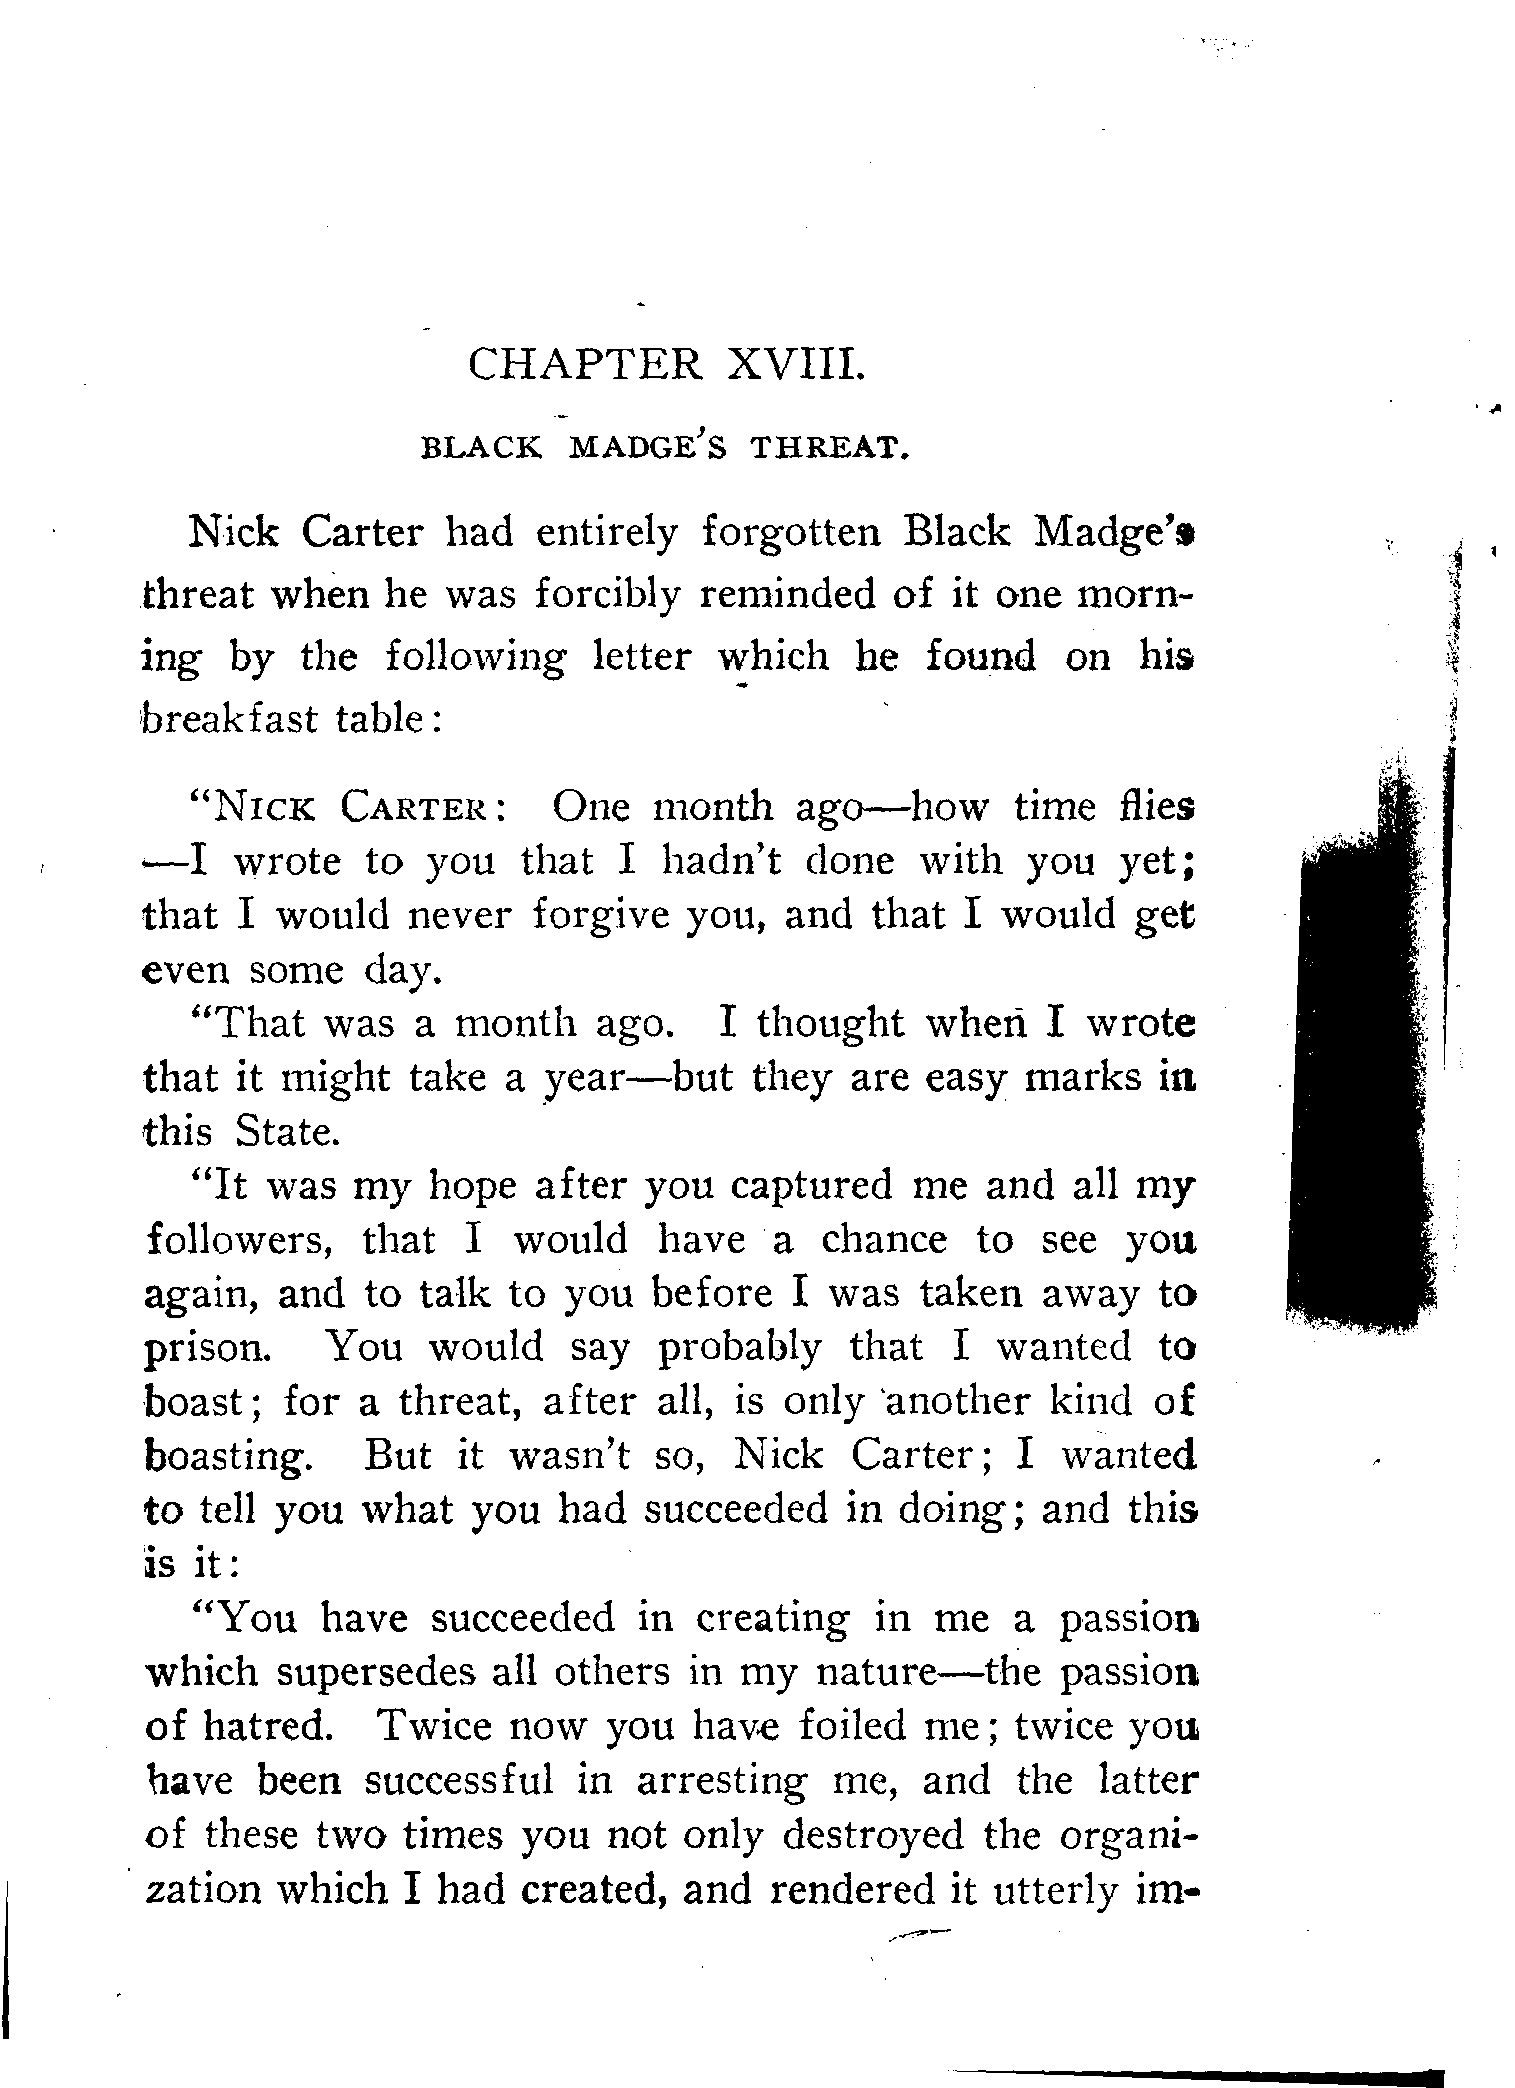 CHAPTER XVIII.
BLACK MADGE'S THREAT.
Nick Carter had entirely forgotten Black Madge's
threat when he was forcibly reminded of it one morn-
ing by the following letter which he found on his
breakfast table:
"NICK CARTER: One month ago—how time flies
—I wrote to you that I hadn't done with you yet;
that I would never forgive you, and that I would get
even some day.
"That was a month ago. I thought when I wrote
that it might take a year—but they are easy marks in
this State.
"It was my hope after you captured me and all my
followers, that I would have a chance to see you
again, and to talk to you before I was taken away to
prison. You would say probably that I wanted to
boast; for a threat, after all, is only another kind of
boasting. But it wasn't so, Nick Carter; I wanted
to tell you what you had succeeded in doing; and this
is it:
"You have succeeded in creating in me a passion
which supersedes all others in my nature—the passion
of hatred. Twice now you have foiled me; twice you
have been successful in arresting me, and the latter
of these two times you not only destroyed the organi-
zation which I had created, and rendered it utterly im-